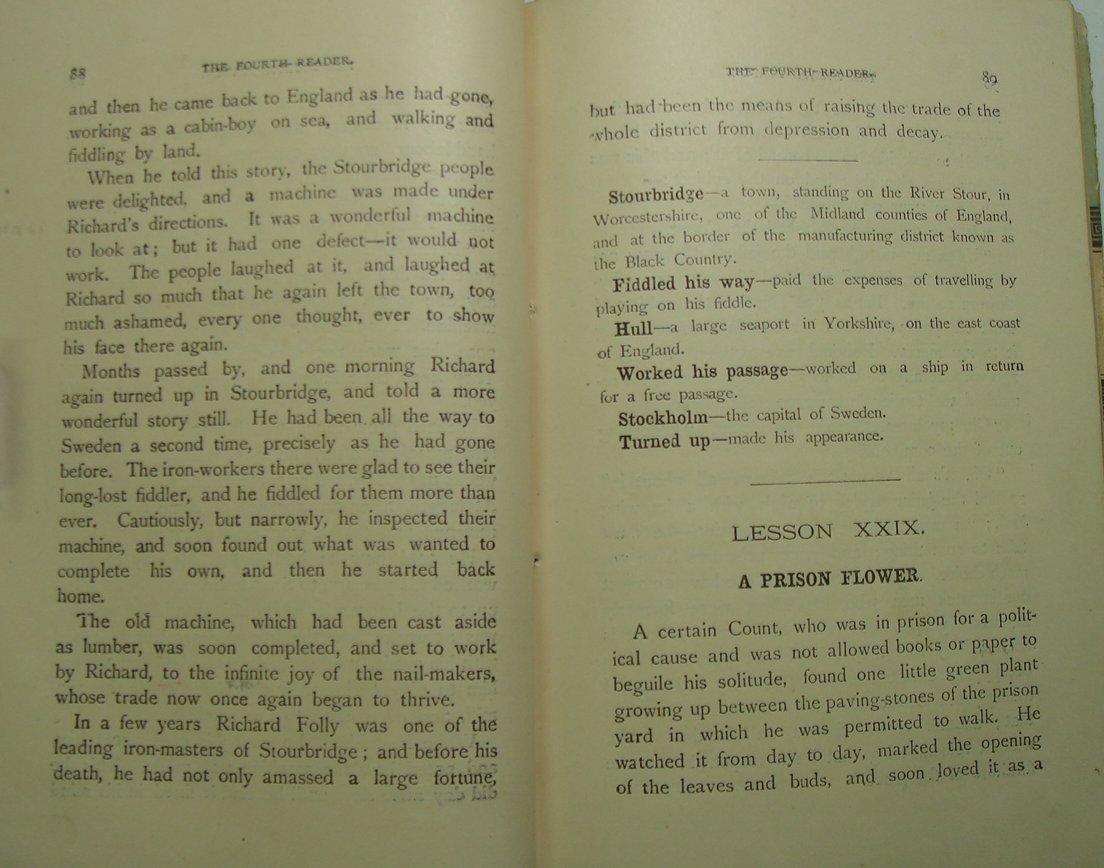 88
THE FOURTH READER.
and then he came back to England as he had gone,
working as a cabin-boy on sea, and walking and
fiddling by land.
When he told this story, the Stourbridge people
were delighted, and a machine was made under
Richard's directions. It was a wonderful machine
to look at; but it had one defect—it would not
work. The people laughed at it, and laughed at
Richard so much that he again left the town, too
much ashamed, every one thought, ever to show
his face there again.
Months passed by, and one morning Richard
again turned up in Stourbridge, and told a more
wonderful story still. He had been all the way to
Sweden a second time, precisely as he had gone
before. The iron-workers there were glad to see their
long-lost fiddler, and he fiddled for them more than
ever. Cautiously, but narrowly, he inspected their
machine, and soon found out what was wanted to
complete his own, and then he started back
home.
The old machine, which had been cast aside
as lumber, was soon completed, and set to work
by Richard, to the infinite joy of the nail-makers,
whose trade now once again began to thrive.
In a few years Richard Folly was one of the
leading iron-masters of Stourbridge; and before his
death, he had not only amassed a large fortune,
THE FOURTH READER.
89
but had been the means of raising the trade of the
whole district from depression and decay.
Stourbridge—a town, standing on the River Stour, in
Worcestershire, one of the Midland counties of England,
and at the border of the manufacturing district known as
the Black Country.
Fiddled his way—paid the expenses of travelling by
playing on his fiddle.
Hull—a large seaport in Yorkshire, on the east coast
of England.
Worked his passage—worked on a ship in return
for a free passage.
Stockholm—the capital of Sweden.
Turned up—made his appearance.
LESSON XXIX.
A PRISON FLOWER.
A certain Count, who was in prison for a polit-
ical cause and was not allowed books or paper to
beguile his solitude, found one little green plant
growing up between the paving-stones of the prison
yard in which he was permitted to walk. He
watched it from day to day, marked the opening
of the leaves and buds, and soon loved it as a